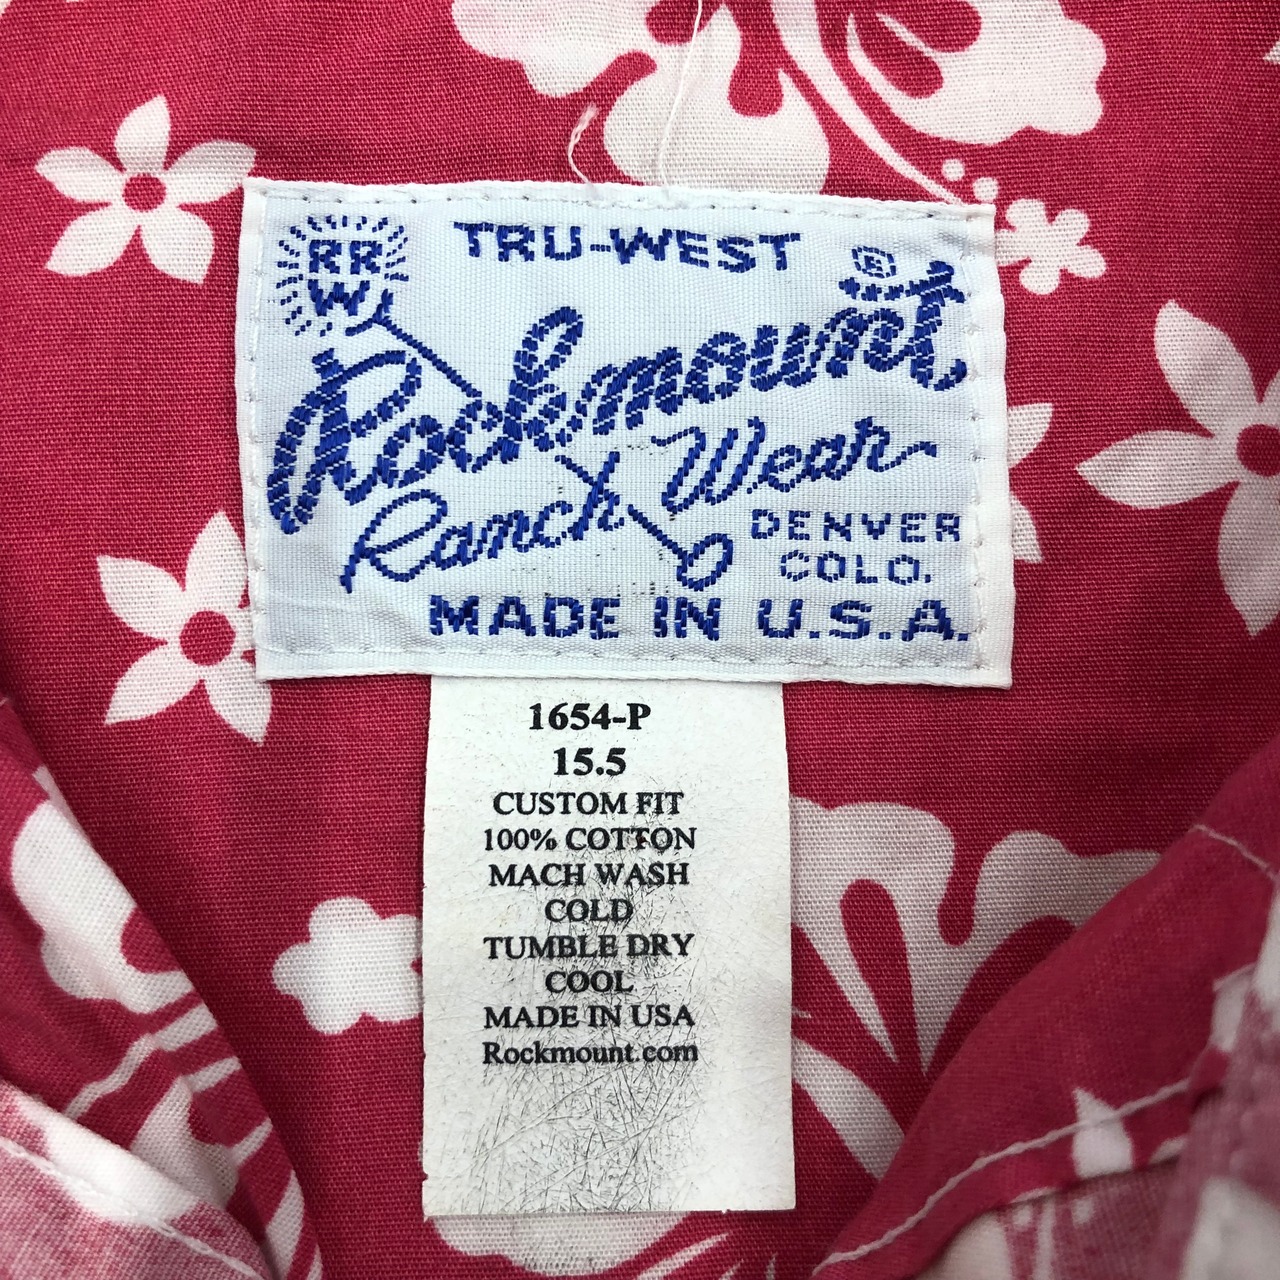 RR
W
TRU-WEST
®
Rockmount
Ranch Wear
DENVER
COLO.
MADE IN U.S.A.
1654-P
15.5
CUSTOM FIT
100% COTTON
MACH WASH
COLD
TUMBLE DRY
COOL
MADE IN USA
Rockmount.com